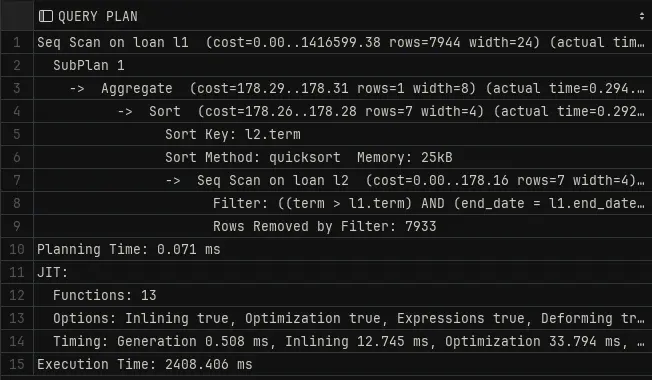 QUERY PLAN
1 Seq Scan on loan l1 (cost=0.00..1416599.38 rows=7944 width=24) (actual tim…
2 SubPlan 1
3 -> Aggregate (cost=178.29..178.31 rows=1 width=8) (actual time=0.294.…
4 -> Sort (cost=178.26..178.28 rows=7 width=4) (actual time=0.292…
5 Sort Key: l2.term
6 Sort Method: quicksort Memory: 25kB
7 -> Seq Scan on loan l2 (cost=0.00..178.16 rows=7 width=4)…
8 Filter: ((term > l1.term) AND (end_date = l1.end_date…
9 Rows Removed by Filter: 7933
10 Planning Time: 0.071 ms
11 JIT:
12 Functions: 13
13 Options: Inlining true, Optimization true, Expressions true, Deforming tr…
14 Timing: Generation 0.508 ms, Inlining 12.745 ms, Optimization 33.794 ms, …
15 Execution Time: 2408.406 ms